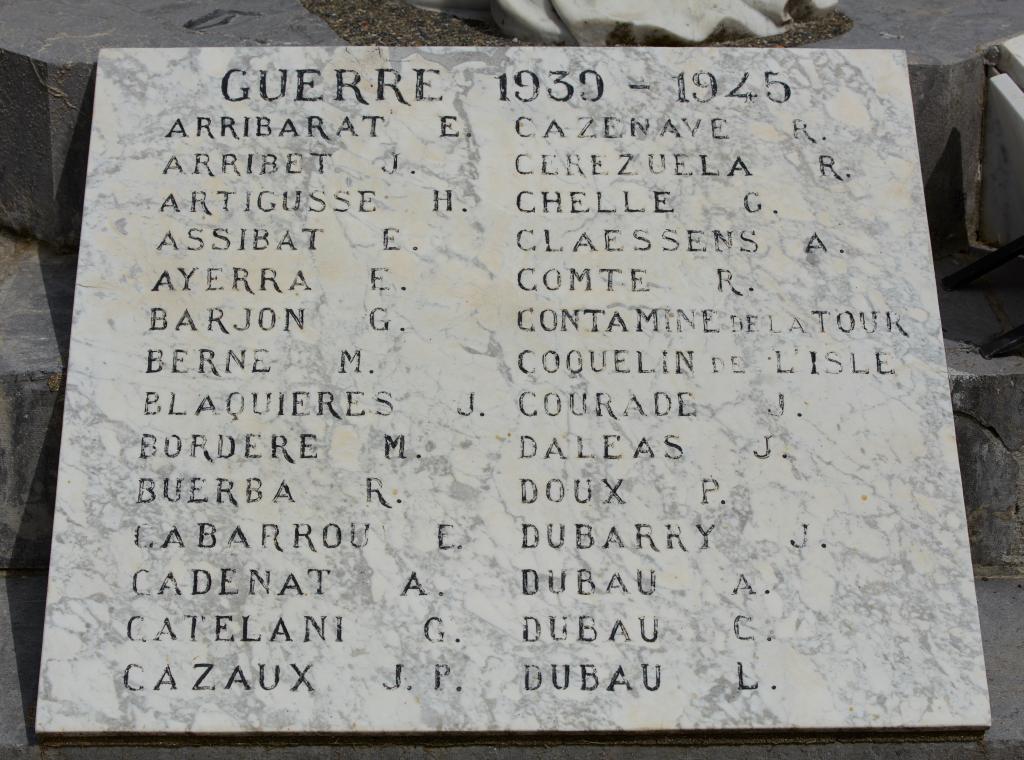 GUERRE 1939 - 1945
ARRIBARAT E.
ARRIBET J.
ARTIGUSSE H.
ASSIBAT E.
AYERRA E.
BARJON G.
BERNE M.
BLAQUIERES J.
BORDERE M.
BUERBA R.
CABARROU E.
CADENAT A.
CATELANI G.
CAZAUX J.P.
CAZENAVE R.
CEREZUELA R.
CHELLE G.
CLAESSENS A.
COMTE R.
CONTAMINE DE LA TOUR
COQUELIN DE L'ISLE
COURADE J.
DALEAS J.
DOUX P.
DUBARRY J.
DUBAU A.
DUBAU C.
DUBAU L.